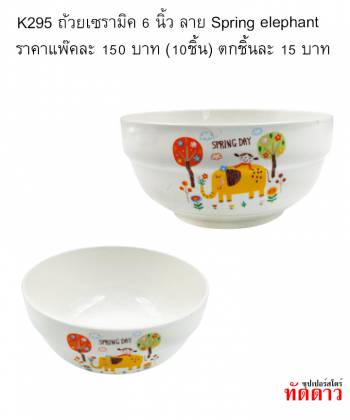 K295 ถ้วยเซรามิค 6 นิ้ว ลาย Spring elephant
ราคาแพ๊คละ 150 บาท (10ชิ้น) ตกชิ้นละ 15 บาท
SPRING DAY
SPRING DAY
ซุปเปอร์สโตร์
ทัดดาว